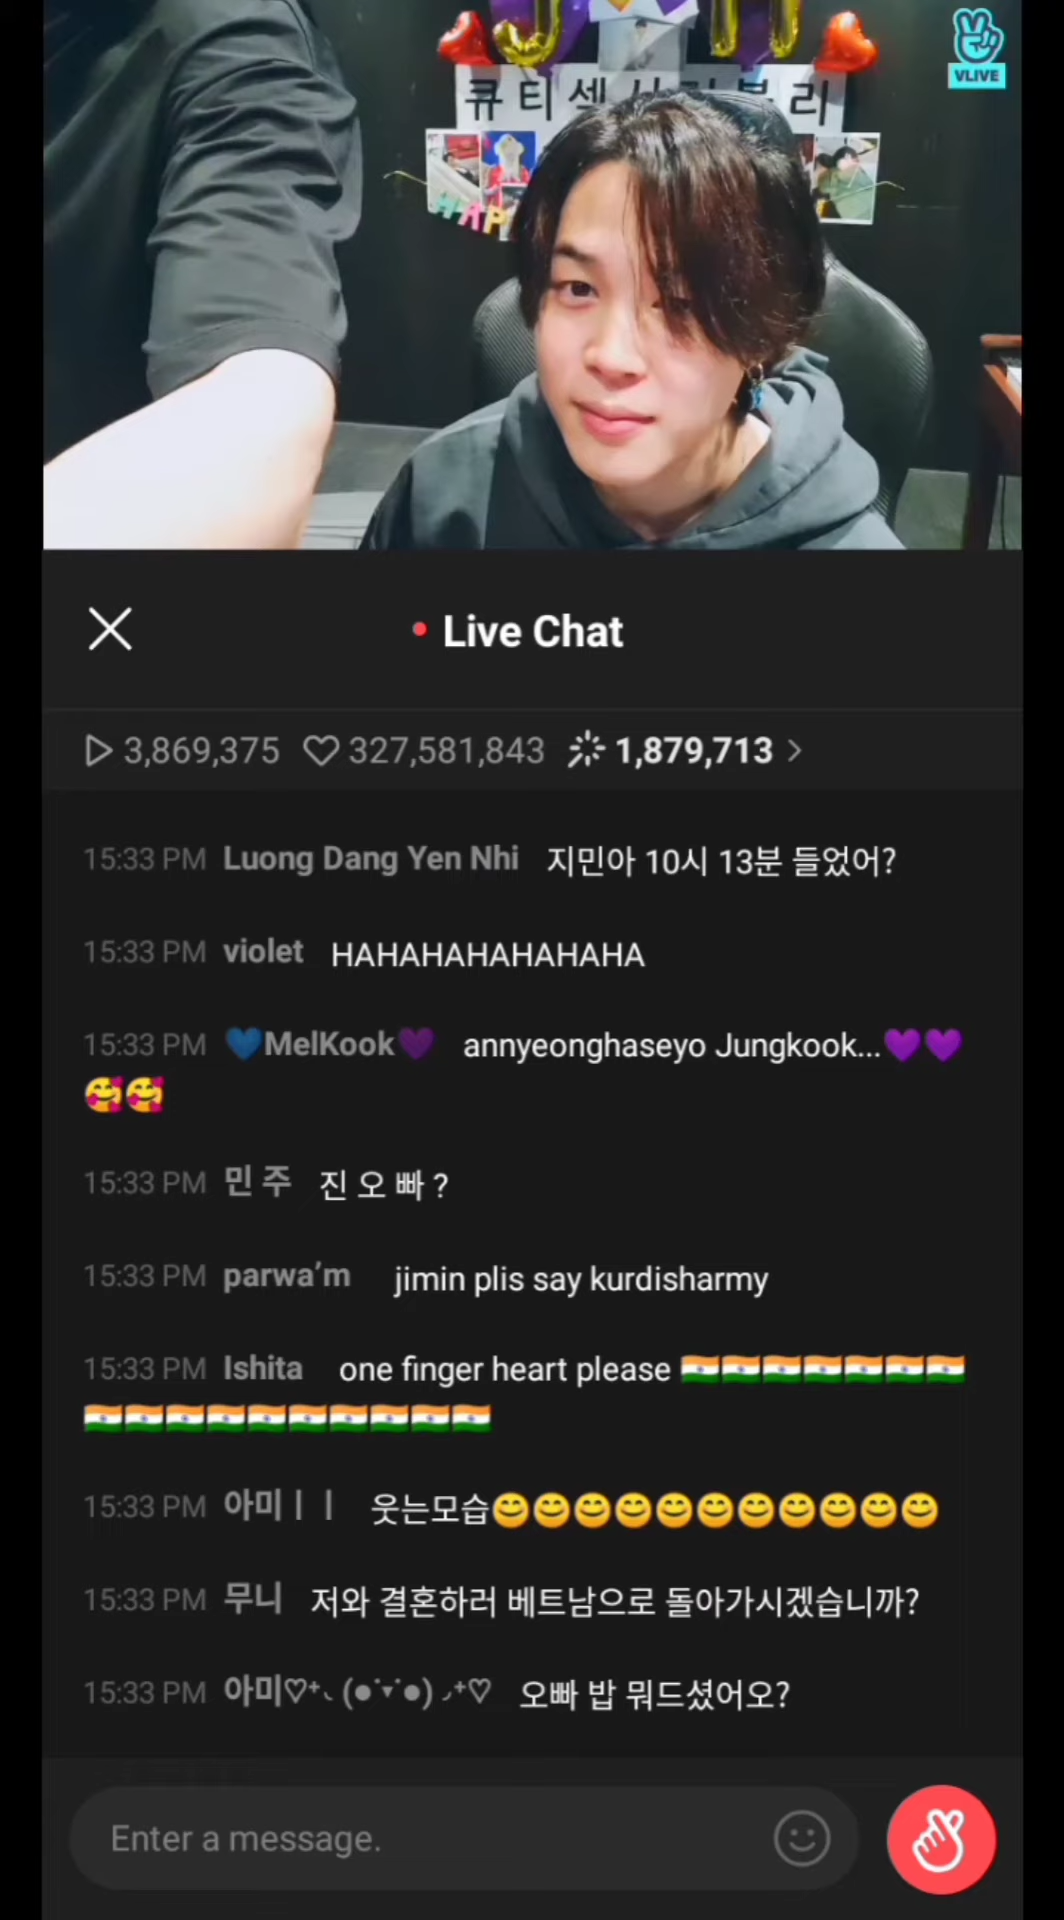 VLIVE
큐티섹시러블리
HAP
Live Chat
3,869,375 327,581,843 1,879,713
15:33 PM Luong Dang Yen Nhi 지민아 10시 13분 들었어?
15:33 PM violet HAHAHAHAHAHAHA
15:33 PM 💙MelKook💜 annyeonghaseyo Jungkook...💜💜
🥰🥰
15:33 PM 민 주 진 오 빠 ?
15:33 PM parwa’m jimin plis say kurdisharmy
15:33 PM Ishita one finger heart please 🇮🇳🇮🇳🇮🇳🇮🇳🇮🇳🇮🇳🇮🇳
🇮🇳🇮🇳🇮🇳🇮🇳🇮🇳🇮🇳🇮🇳🇮🇳🇮🇳🇮🇳
15:33 PM 아미ㅣㅣ 웃는모습😊😊😊😊😊😊😊😊😊😊😊
15:33 PM 무니 저와 결혼하러 베트남으로 돌아가시겠습니까?
15:33 PM 아미♡⁺◟(●˙▾˙●)◞⁺♡ 오빠 밥 뭐드셨어오?
Enter a message.